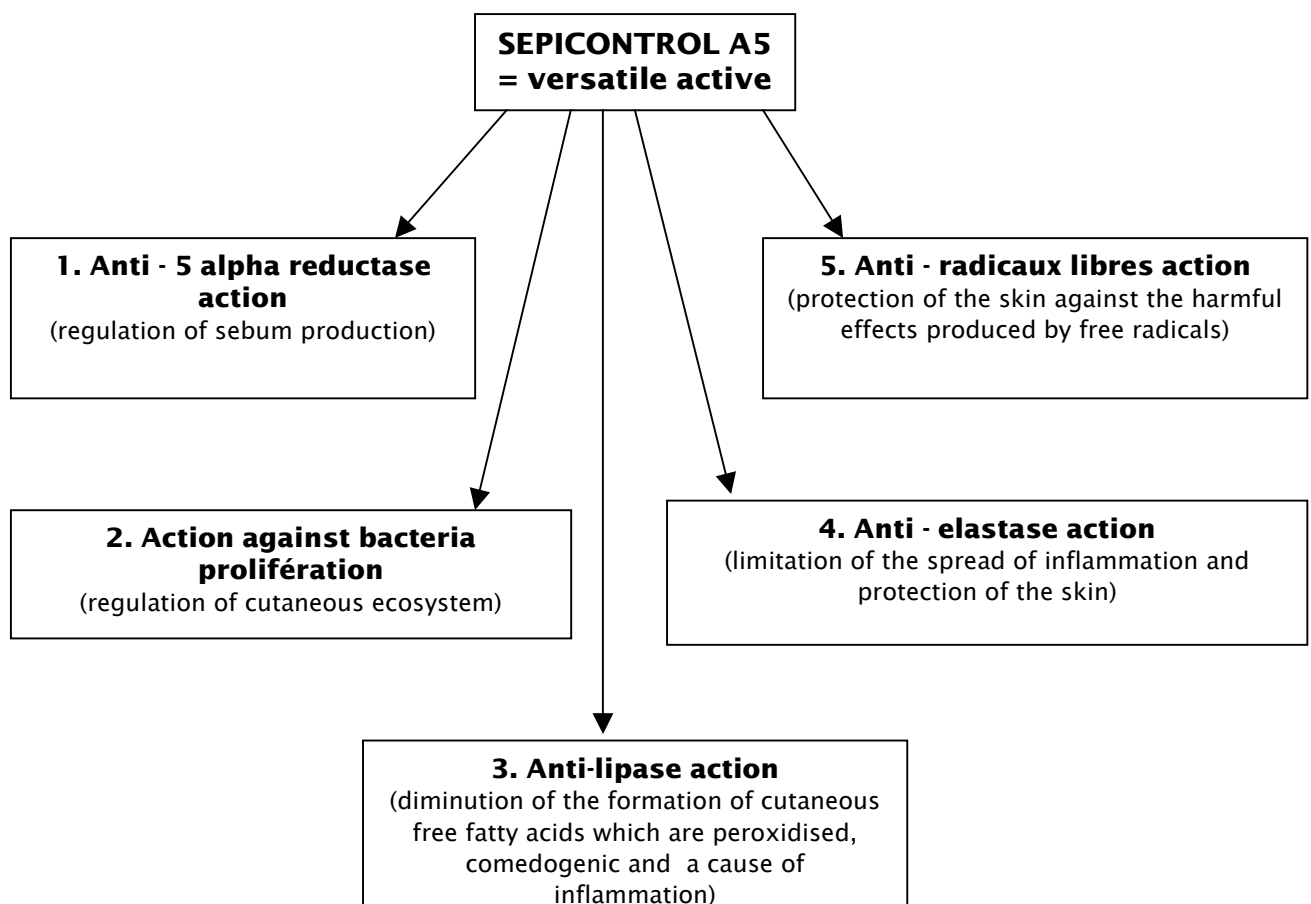 SEPICONTROL A5
= versatile active
1. Anti - 5 alpha reductase
action
(regulation of sebum production)
2. Action against bacteria
prolifération
(regulation of cutaneous ecosystem)
3. Anti-lipase action
(diminution of the formation of cutaneous
free fatty acids which are peroxidised,
comedogenic and a cause of
inflammation)
4. Anti - elastase action
(limitation of the spread of inflammation and
protection of the skin)
5. Anti - radicaux libres action
(protection of the skin against the harmful
effects produced by free radicals)